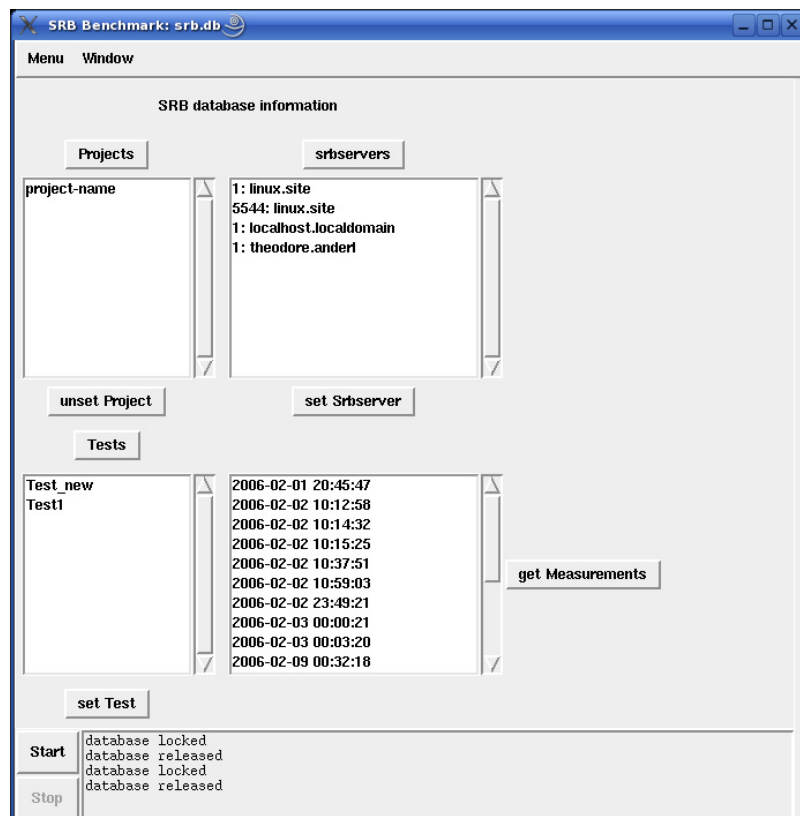 SRB Benchmark: srb.db
Menu Window
SRB database information
Projects
srbservers
project-name
1: linux.site
5544: linux.site
1: localhost.localdomain
1: theodore.anderl
unset Project
set Srbserver
Tests
Test_new
Test1
2006-02-01 20:45:47
2006-02-02 10:12:58
2006-02-02 10:14:32
2006-02-02 10:15:25
2006-02-02 10:37:51
2006-02-02 10:59:03
2006-02-02 23:49:21
2006-02-03 00:00:21
2006-02-03 00:03:20
2006-02-09 00:32:18
get Measurements
set Test
Start
database locked
database released
database locked
database released
Stop